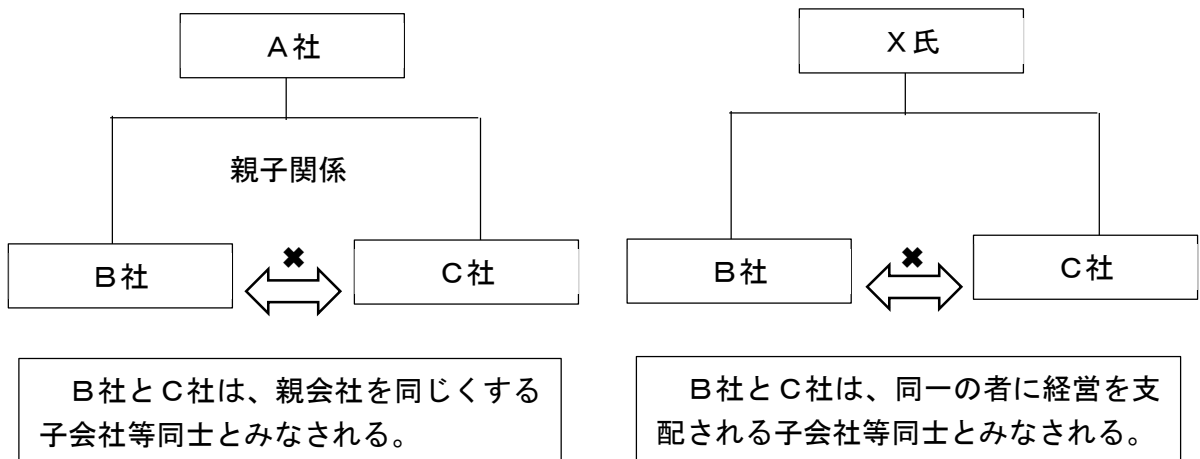 A社
親子関係
B社
✖
C社
B社とC社は、親会社を同じくする
子会社等同士とみなされる。
X氏
B社
✖
C社
B社とC社は、同一の者に経営を支
配される子会社等同士とみなされる。